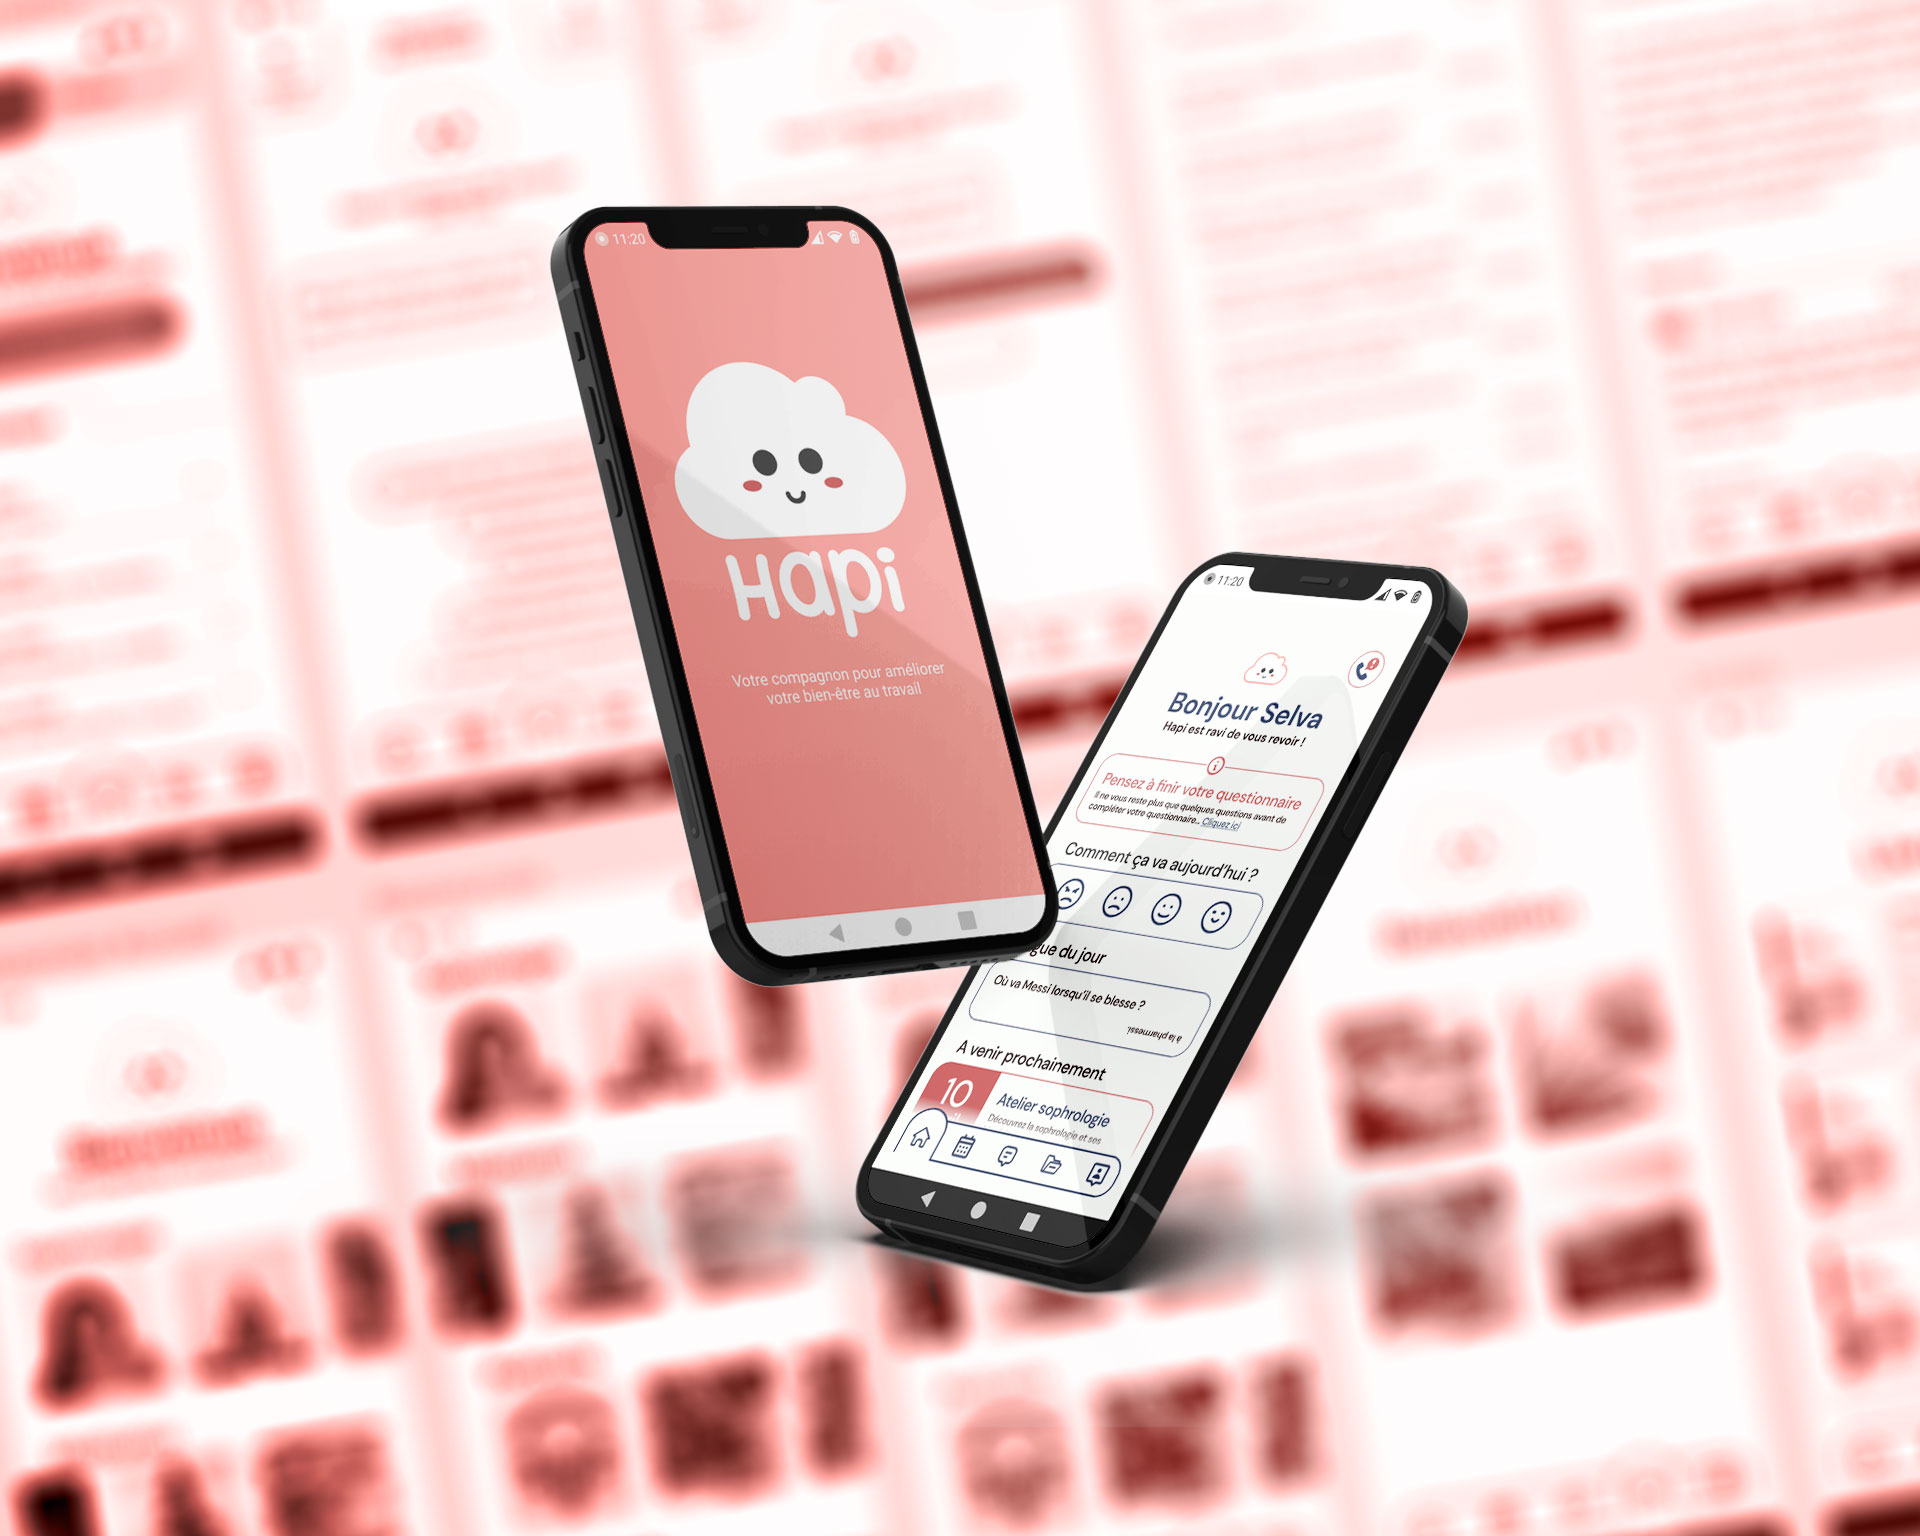 11:20
Hapi
Votre compagnon pour améliorer
votre bien-être au travail
11:20
Bonjour Selva
Hapi est ravi de vous revoir !
Pensez à finir votre questionnaire
Il ne vous reste plus que quelques questions avant de
compléter votre questionnaire.. Cliquez ici
Comment ça va aujourd'hui ?
du jour
Où va Messi lorsqu'il se blesse ?
à la pharmessi.
A venir prochainement
10
Atelier sophrologie
Découvrez la sophrologie et ses